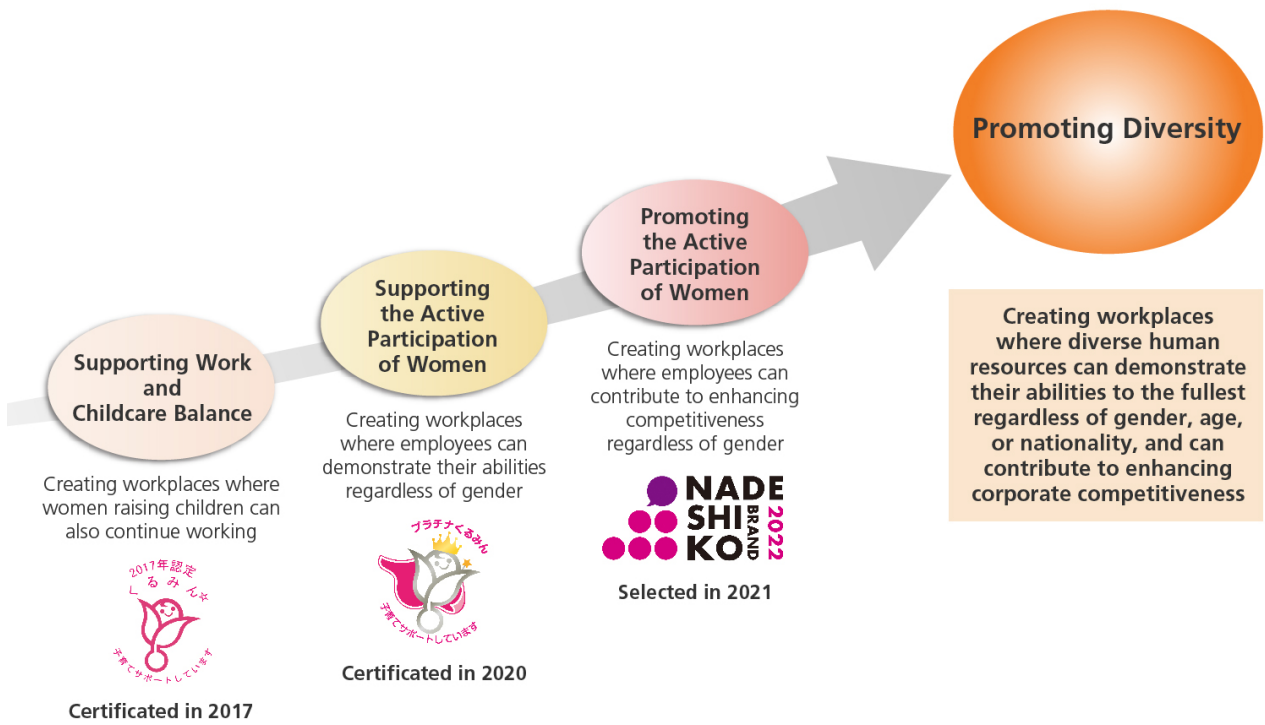 Supporting Work
and
Childcare Balance
Creating workplaces where
women raising children can
also continue working
2017年認定
くるみん☆
子育てサポートしています
Certificated in 2017
Supporting
the Active
Participation
of Women
Creating workplaces
where employees can
demonstrate their abilities
regardless of gender
プラチナくるみん
子育てサポートしています
Certificated in 2020
Promoting
the Active
Participation
of Women
Creating workplaces
where employees can
contribute to enhancing
competitiveness
regardless of gender
NADE
SHI
KO
BRAND
2022
Selected in 2021
Promoting Diversity
Creating workplaces
where diverse human
resources can demonstrate
their abilities to the fullest
regardless of gender, age,
or nationality, and can
contribute to enhancing
corporate competitiveness